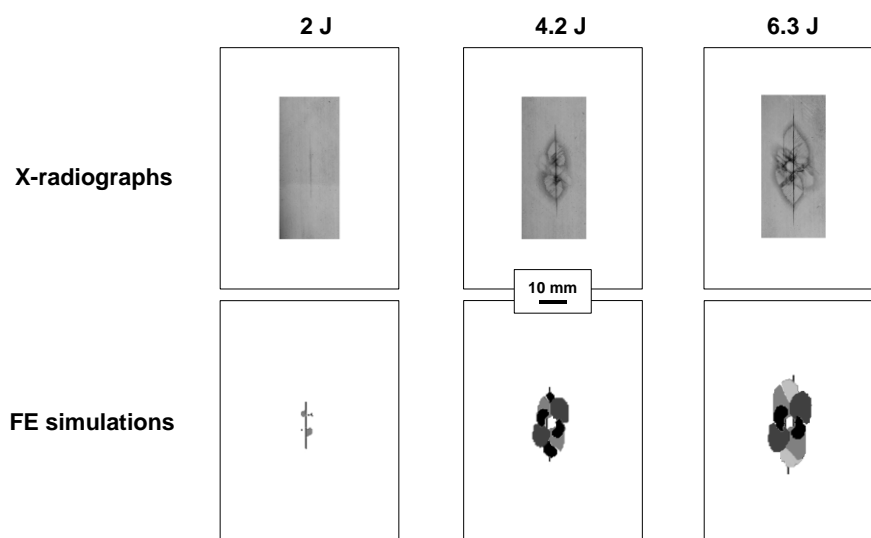 2 J
4.2 J
6.3 J
X-radiographs
10 mm
FE simulations